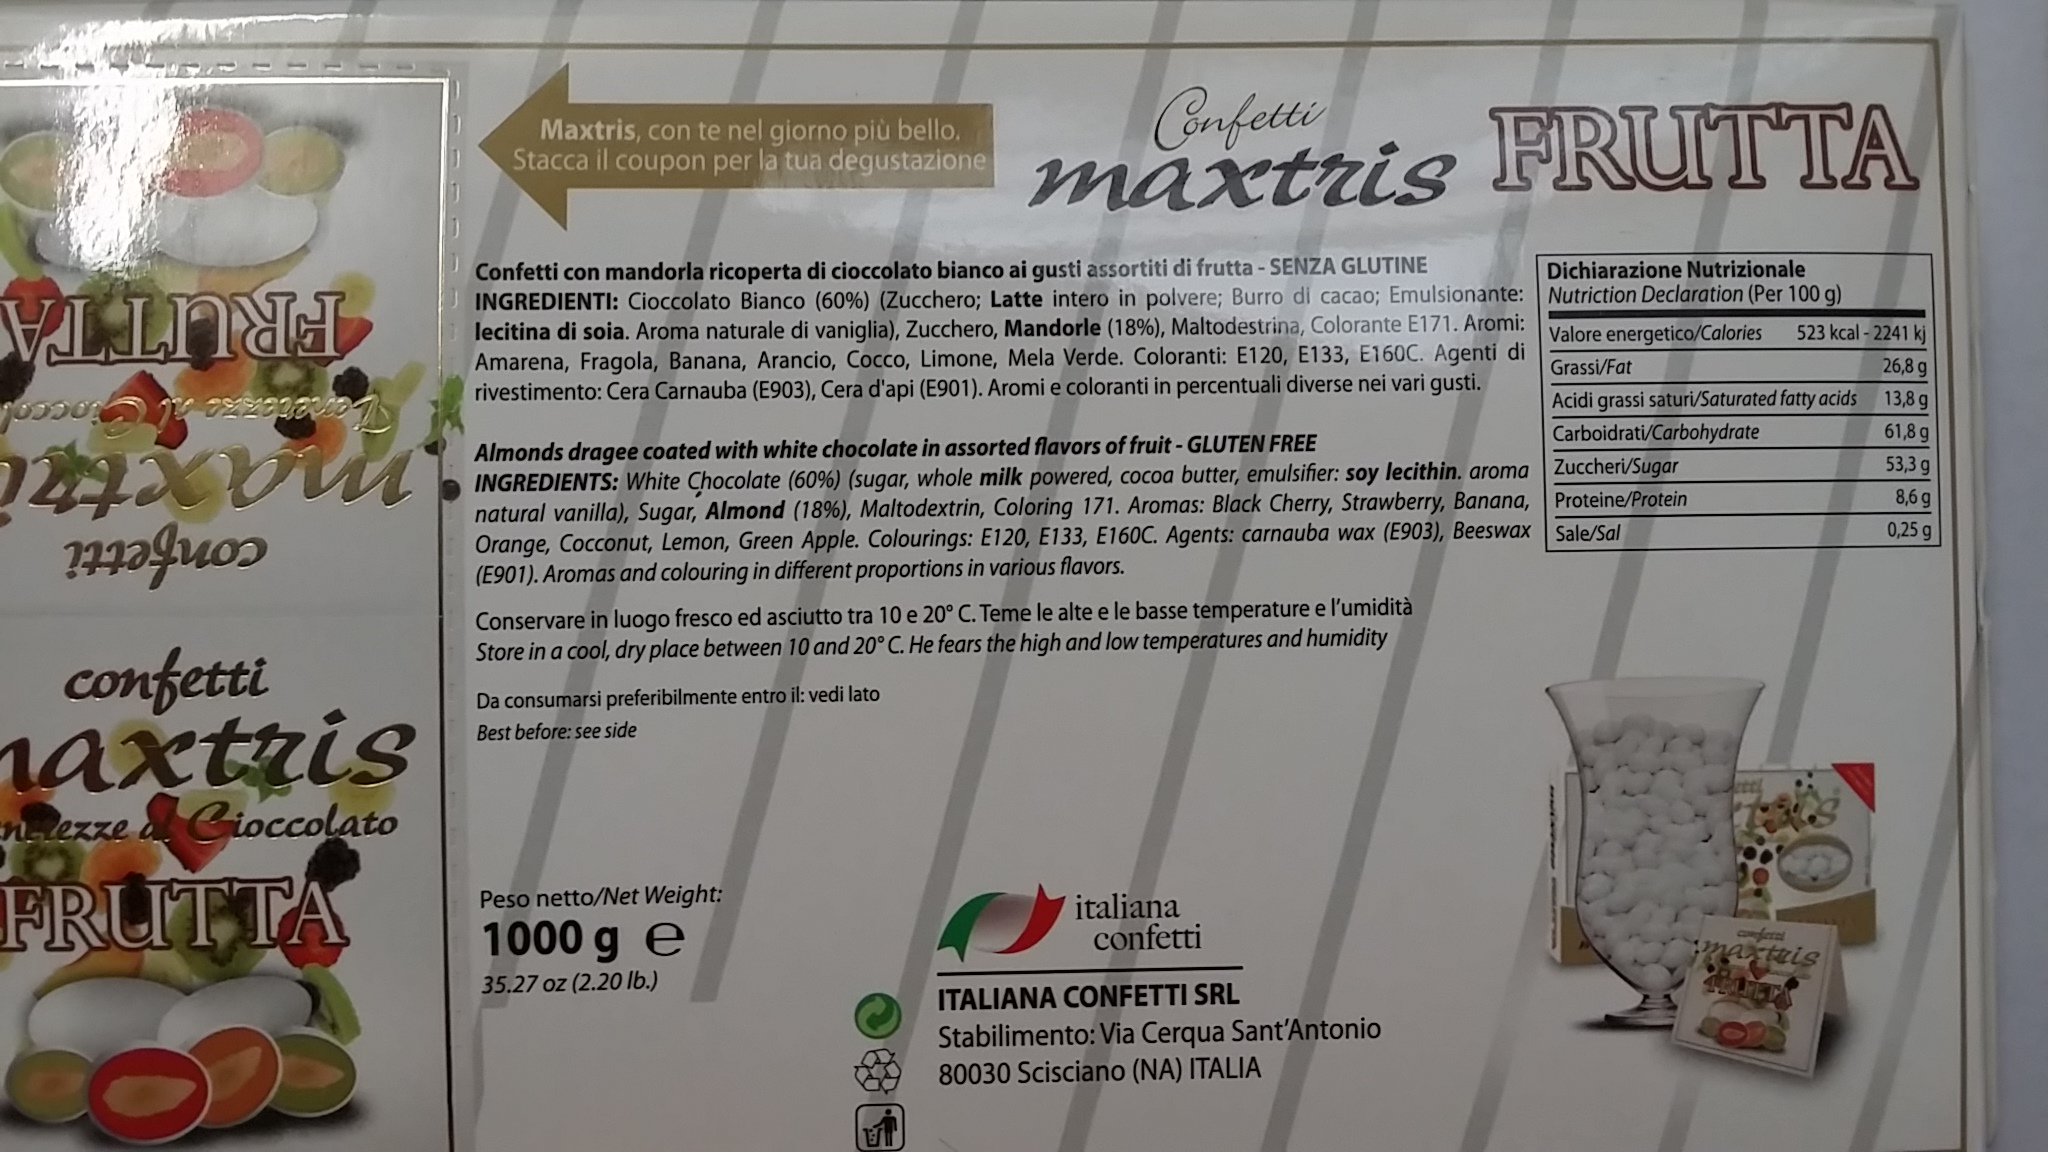 Maxtris, con te nel giorno più bello.
Stacca il coupon per la tua degustazione
Confetti
maxtris FRUTTA
Confetti con mandorla ricoperta di cioccolato bianco ai gusti assortiti di frutta - SENZA GLUTINE
INGREDIENTI: Cioccolato Bianco (60%) (Zucchero; Latte intero in polvere; Burro di cacao; Emulsionante:
lecitina di soia. Aroma naturale di vaniglia), Zucchero, Mandorle (18%), Maltodestrina, Colorante E171. Aromi:
Amarena, Fragola, Banana, Arancio, Cocco, Limone, Mela Verde. Coloranti: E120, E133, E160C. Agenti di
rivestimento: Cera Carnauba (E903), Cera d'api (E901). Aromi e coloranti in percentuali diverse nei vari gusti.
Almonds dragee coated with white chocolate in assorted flavors of fruit - GLUTEN FREE
INGREDIENTS: White Chocolate (60%) (sugar, whole milk powered, cocoa butter, emulsifier: soy lecithin. aroma
natural vanilla), Sugar, Almond (18%), Maltodextrin, Coloring 171. Aromas: Black Cherry, Strawberry, Banana,
Orange, Cocconut, Lemon, Green Apple. Colourings: E120, E133, E160C. Agents: carnauba wax (E903), Beeswax
(E901). Aromas and colouring in different proportions in various flavors.
Conservare in luogo fresco ed asciutto tra 10 e 20° C. Teme le alte e le basse temperature e l'umidità
Store in a cool, dry place between 10 and 20° C. He fears the high and low temperatures and humidity
Da consumarsi preferibilmente entro il: vedi lato
Best before: see side
Dichiarazione Nutrizionale
Nutriction Declaration (Per 100 g)
Valore energetico/Calories 523 kcal - 2241 kj
Grassi/Fat 26,8 g
Acidi grassi saturi/Saturated fatty acids 13,8 g
Carboidrati/Carbohydrate 61,8 g
Zuccheri/Sugar 53,3 g
Proteine/Protein 8,6 g
Sale/Sal 0,25 g
Peso netto/Net Weight:
1000 g e
35.27 oz (2.20 lb.)
italiana
confetti
ITALIANA CONFETTI SRL
Stabilimento: Via Cerqua Sant'Antonio
80030 Scisciano (NA) ITALIA
FRUTTA
confetti
confetti
axtris
Cioccolato
FRUTTA
confetti
maxtris
FRUTTA